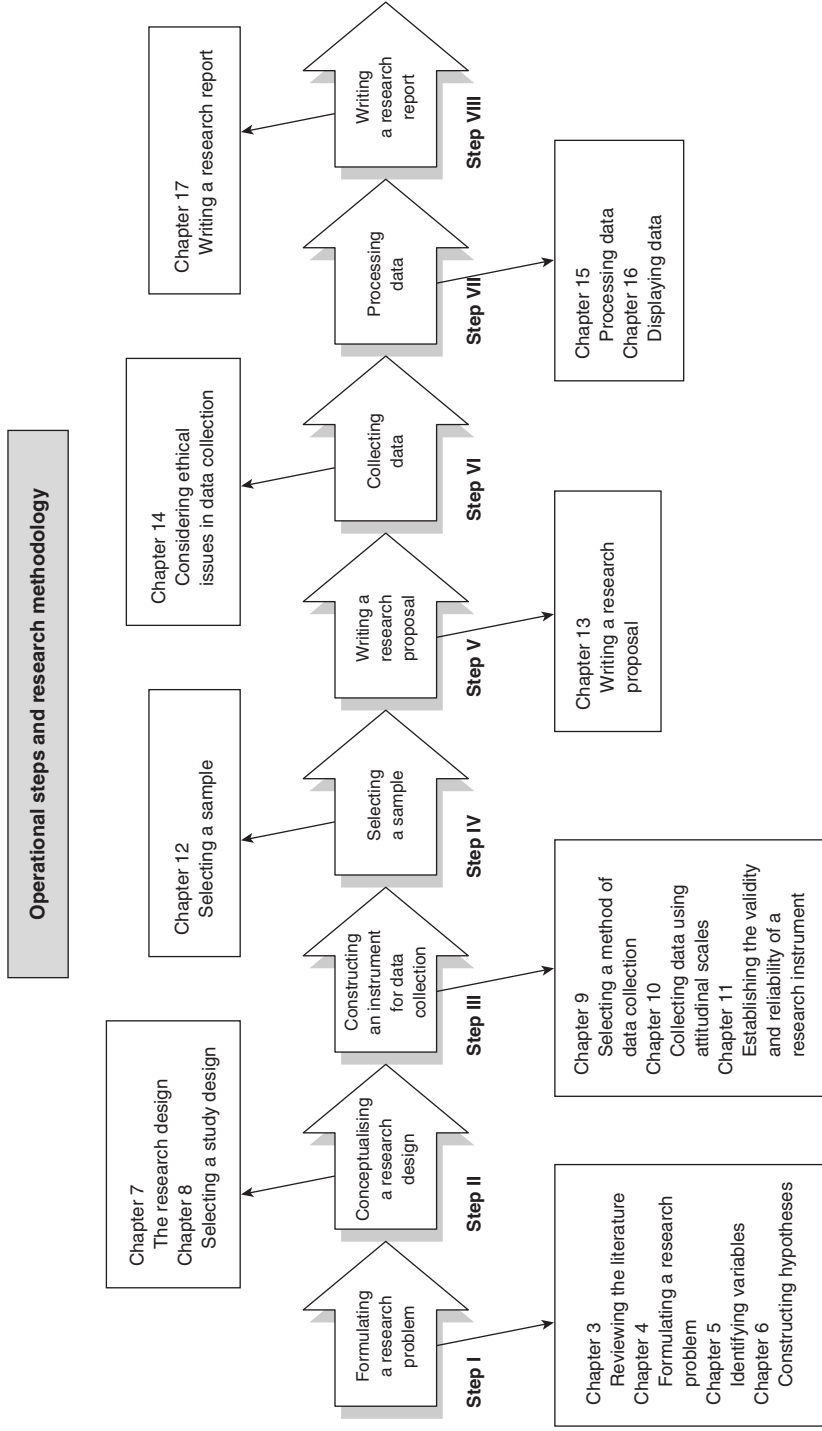 Operational steps and research methodology
Chapter 7
The research design
Chapter 8
Selecting a study design
Chapter 12
Selecting a sample
Chapter 14
Considering ethical
issues in data collection
Chapter 17
Writing a research report
Formulating
a research
problem
Step I
Conceptualising
a research
design
Step II
Constructing
an instrument
for data
collection
Step III
Selecting
a sample
Step IV
Writing a
research
proposal
Step V
Collecting
data
Step VI
Processing
data
Step VII
Writing
a research
report
Step VIII
Chapter 3
Reviewing the literature
Chapter 4
Formulating a research
problem
Chapter 5
Identifying variables
Chapter 6
Constructing hypotheses
Chapter 9
Selecting a method of
data collection
Chapter 10
Collecting data using
attitudinal scales
Chapter 11
Establishing the validity
and reliability of a
research instrument
Chapter 13
Writing a research
proposal
Chapter 15
Processing data
Chapter 16
Displaying data